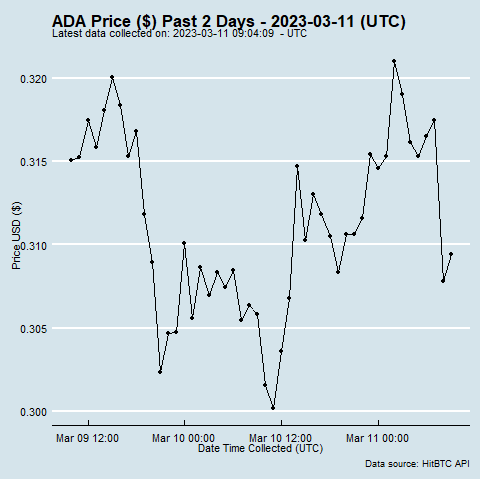 ADA Price ($) Past 2 Days - 2023-03-11 (UTC)
Latest data collected on: 2023-03-11 09:04:09 - UTC
0.320
0.315
0.310
0.305
0.300
Price USD ($)
Mar 09 12:00 Mar 10 00:00 Mar 10 12:00 Mar 11 00:00
Date Time Collected (UTC)
Data source: HitBTC API